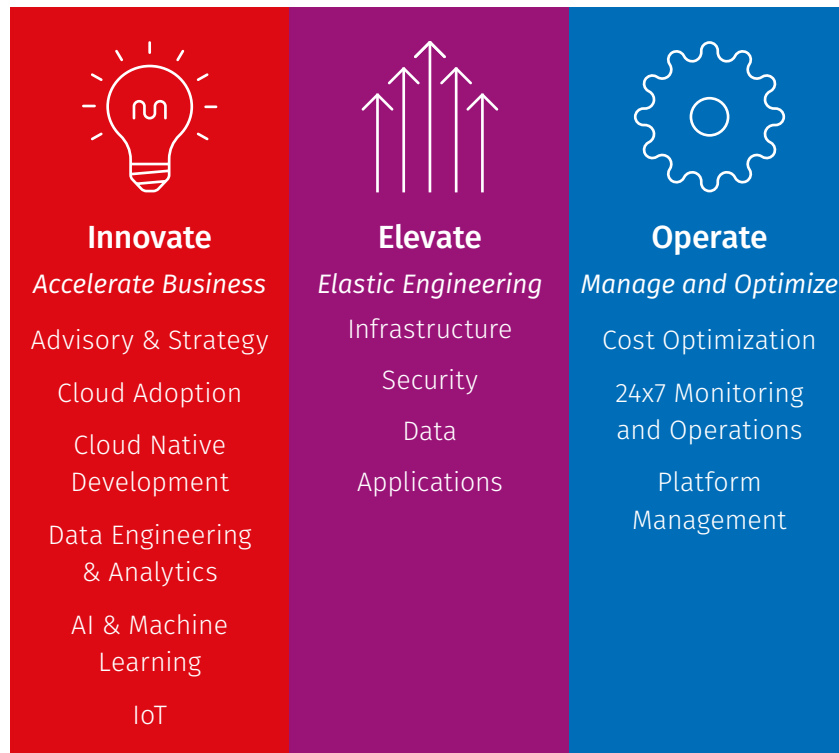 Innovate
Accelerate Business
Advisory & Strategy
Cloud Adoption
Cloud Native
Development
Data Engineering
& Analytics
AI & Machine
Learning
IoT
Elevate
Elastic Engineering
Infrastructure
Security
Data
Applications
Operate
Manage and Optimize
Cost Optimization
24x7 Monitoring
and Operations
Platform
Management